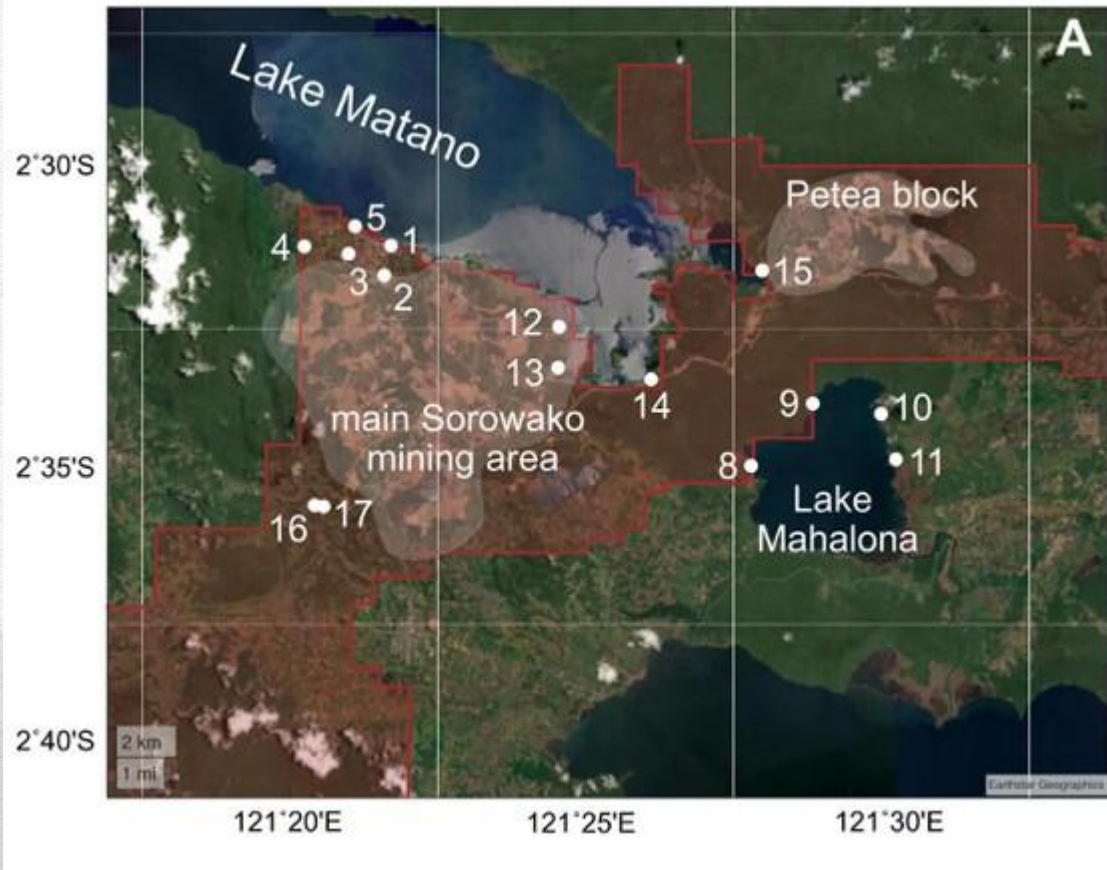 A
Lake Matano
2°30'S
Petea block
5
4
1
3
2
15
12
13
14
main Sorowako
mining area
9
10
2°35'S
8
11
Lake
Mahalona
16
17
2°40'S
2 km
1 mi
Earthstar Geographics
121°20'E
121°25'E
121°30'E